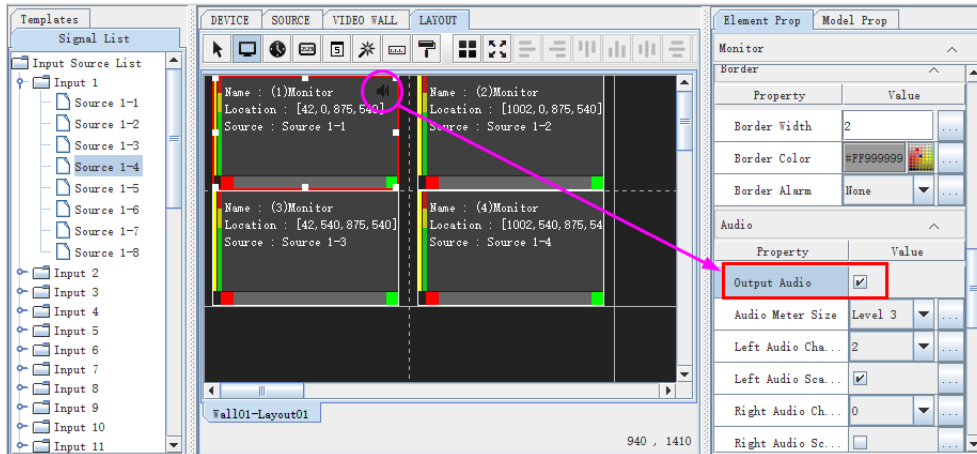 Templates
Signal List
Input Source List
Input 1
Source 1-1
Source 1-2
Source 1-3
Source 1-4
Source 1-5
Source 1-6
Source 1-7
Source 1-8
Input 2
Input 3
Input 4
Input 5
Input 6
Input 7
Input 8
Input 9
Input 10
Input 11
DEVICE SOURCE VIDEO WALL LAYOUT
Name : (1)Monitor
Location : [42,0,875,540]
Source : Source 1-1
Name : (2)Monitor
Location : [1002,0,875,540]
Source : Source 1-2
Name : (3)Monitor
Location : [42,540,875,540]
Source : Source 1-3
Name : (4)Monitor
Location : [1002,540,875,54
Source : Source 1-4
Wall01-Layout01
940 , 1410
Element Prop Model Prop
Monitor
Border
Property Value
Border Width 2 ...
Border Color #FF999999 ...
Border Alarm None ...
Audio
Property Value
Output Audio
Audio Meter Size Level 3 ...
Left Audio Cha... 2 ...
Left Audio Sca... ...
Right Audio Ch... 0 ...
Right Audio Sc... ...